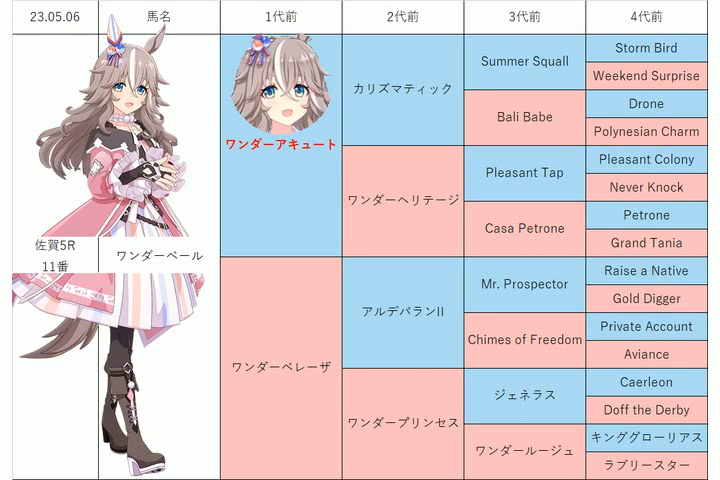 23.05.06
馬名
1代前
2代前
3代前
4代前
佐賀5R
11番
ワンダーベール
ワンダーアキュート
ワンダーペレーザ
カリズマティック
ワンダーヘリテージ
アルデバランII
ワンダープリンセス
Summer Squall
Bali Babe
Pleasant Tap
Casa Petrone
Mr. Prospector
Chimes of Freedom
ジェネラス
ワンダールージュ
Storm Bird
Weekend Surprise
Drone
Polynesian Charm
Pleasant Colony
Never Knock
Petrone
Grand Tania
Raise a Native
Gold Digger
Private Account
Aviance
Caerleon
Doff the Derby
キンググローリアス
ラブリースター